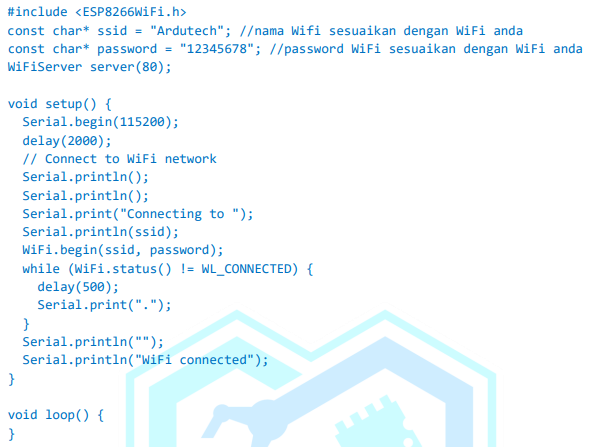 #include <ESP8266WiFi.h>
const char* ssid = "Ardutech"; //nama Wifi sesuaikan dengan WiFi anda
const char* password = "12345678"; //password WiFi sesuaikan dengan WiFi anda
WiFiServer server(80);

void setup() {
  Serial.begin(115200);
  delay(2000);
  // Connect to WiFi network
  Serial.println();
  Serial.println();
  Serial.print("Connecting to ");
  Serial.println(ssid);
  WiFi.begin(ssid, password);
  while (WiFi.status() != WL_CONNECTED) {
    delay(500);
    Serial.print(".");
  }
  Serial.println("");
  Serial.println("WiFi connected");
}

void loop() {
}